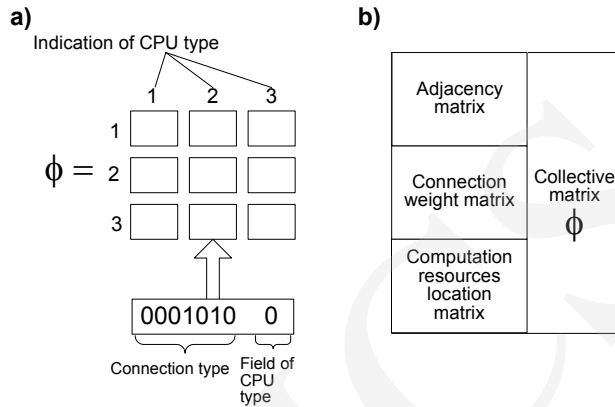 a)
Indication of CPU type
1 2 3
1
ϕ = 2
3
0001010 0
Connection type
Field of
CPU
type
b)
Adjacency
matrix
Connection
weight matrix
Computation
resources
location
matrix
Collective
matrix
ϕ